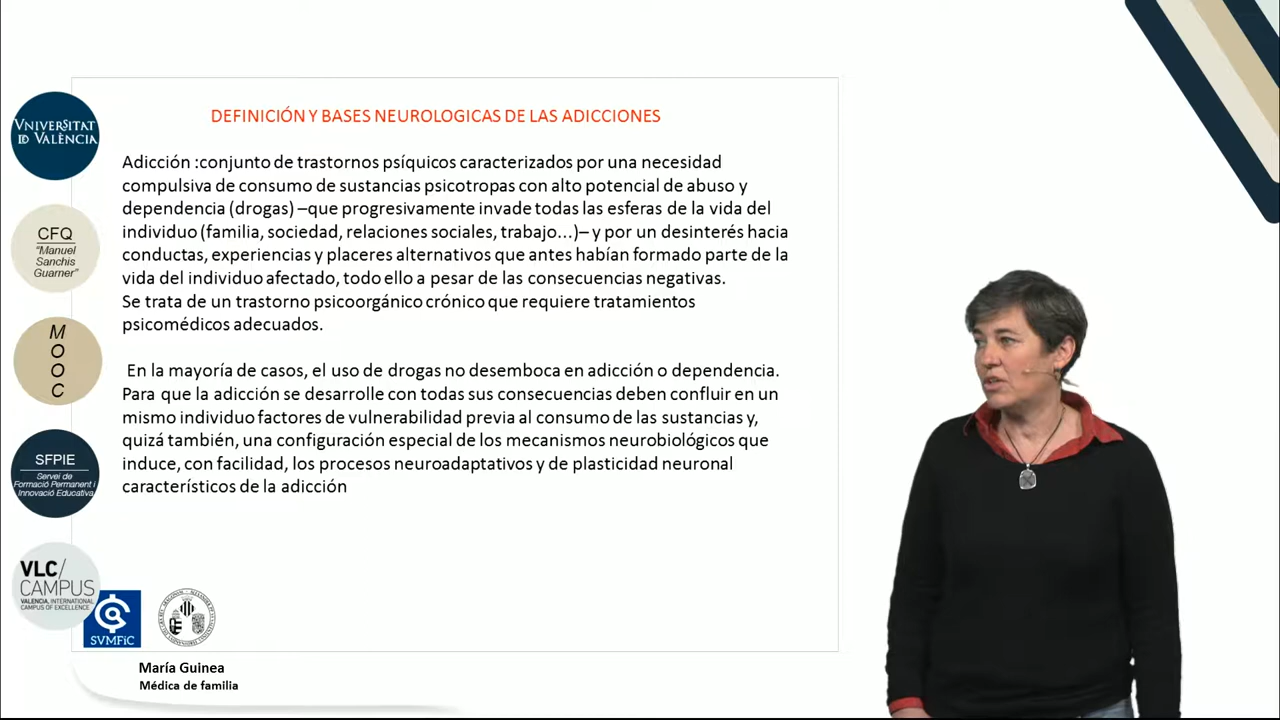 DEFINICIÓN Y BASES NEUROLOGICAS DE LAS ADICCIONES
Adicción :conjunto de trastornos psíquicos caracterizados por una necesidad
compulsiva de consumo de sustancias psicotropas con alto potencial de abuso y
dependencia (drogas) –que progresivamente invade todas las esferas de la vida del
individuo (familia, sociedad, relaciones sociales, trabajo...)– y por un desinterés hacia
conductas, experiencias y placeres alternativos que antes habían formado parte de la
vida del individuo afectado, todo ello a pesar de las consecuencias negativas.
Se trata de un trastorno psicoorgánico crónico que requiere tratamientos
psicomédicos adecuados.
En la mayoría de casos, el uso de drogas no desemboca en adicción o dependencia.
Para que la adicción se desarrolle con todas sus consecuencias deben confluir en un
mismo individuo factores de vulnerabilidad previa al consumo de las sustancias y,
quizá también, una configuración especial de los mecanismos neurobiológicos que
induce, con facilidad, los procesos neuroadaptativos y de plasticidad neuronal
característicos de la adicción
VNIVERSITAT
ID VALÈNCIA
CFQ
"Manuel
Sanchis
Guarner"
M
O
O
C
SFPIE
Servei de
Formació Permanent i
Innovació Educativa
VLC/
CAMPUS
VALENCIA, INTERNATIONAL
CAMPUS OF EXCELLENCE
SVMFiC
María Guinea
Médica de familia